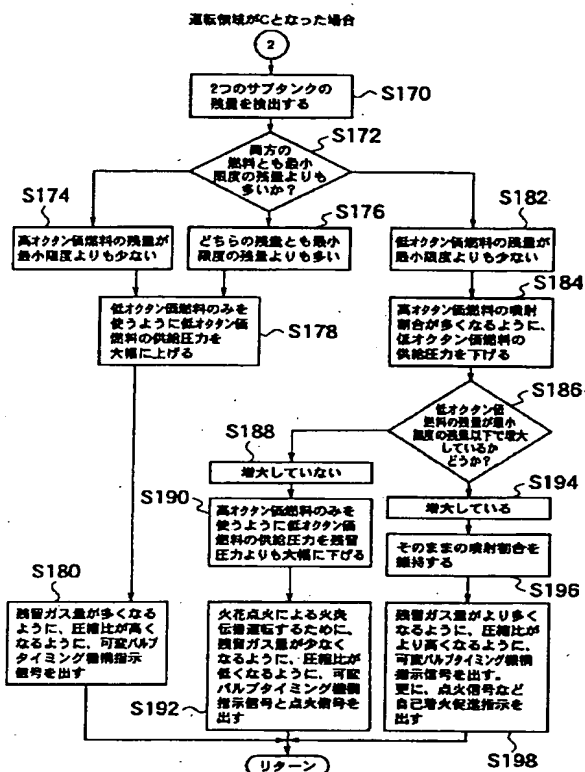 運転領域がCとなった場合
2
2つのサブタンクの
残量を検出する
S170
S172
両方の
燃料とも最小
限度の残量よりも
多いか?
S174
高オクタン価燃料の残量が
最小限度よりも少ない
S176
どちらの残量とも最小
限度の残量よりも多い
S182
低オクタン価燃料の残量が
最小限度よりも少ない
低オクタン価燃料のみを
使うように低オクタン価
燃料の供給圧力を
大幅に上げる
S178
S184
高オクタン価燃料の噴射
割合が多くなるように、
低オクタン価燃料の
供給圧力を下げる
S186
低オクタン価
燃料の残量が最小
限度の残量以下で増大
しているか
どうか?
S188
増大していない
S190
高オクタン価燃料のみを
使うように低オクタン価
燃料の供給圧力を残留
圧力よりも大幅に下げる
S194
増大している
そのままの噴射割合を
維持する
S196
S180
残留ガス量が多くなる
ように、圧縮比が高く
なるように、可変バルブ
タイミング機構指示
信号を出す
火花点火による火炎
伝播運転するために、
残留ガス量が少なく
なるように、圧縮比が
低くなるように、可変
バルブタイミング機構
指示信号と点火信号を
出す
S192
残留ガス量がより多く
なるように、圧縮比が
より高くなるように、
可変バルブタイミング機構
指示信号を出す。
更に、点火信号など
自己着火促進指示を
出す
S198
リターン